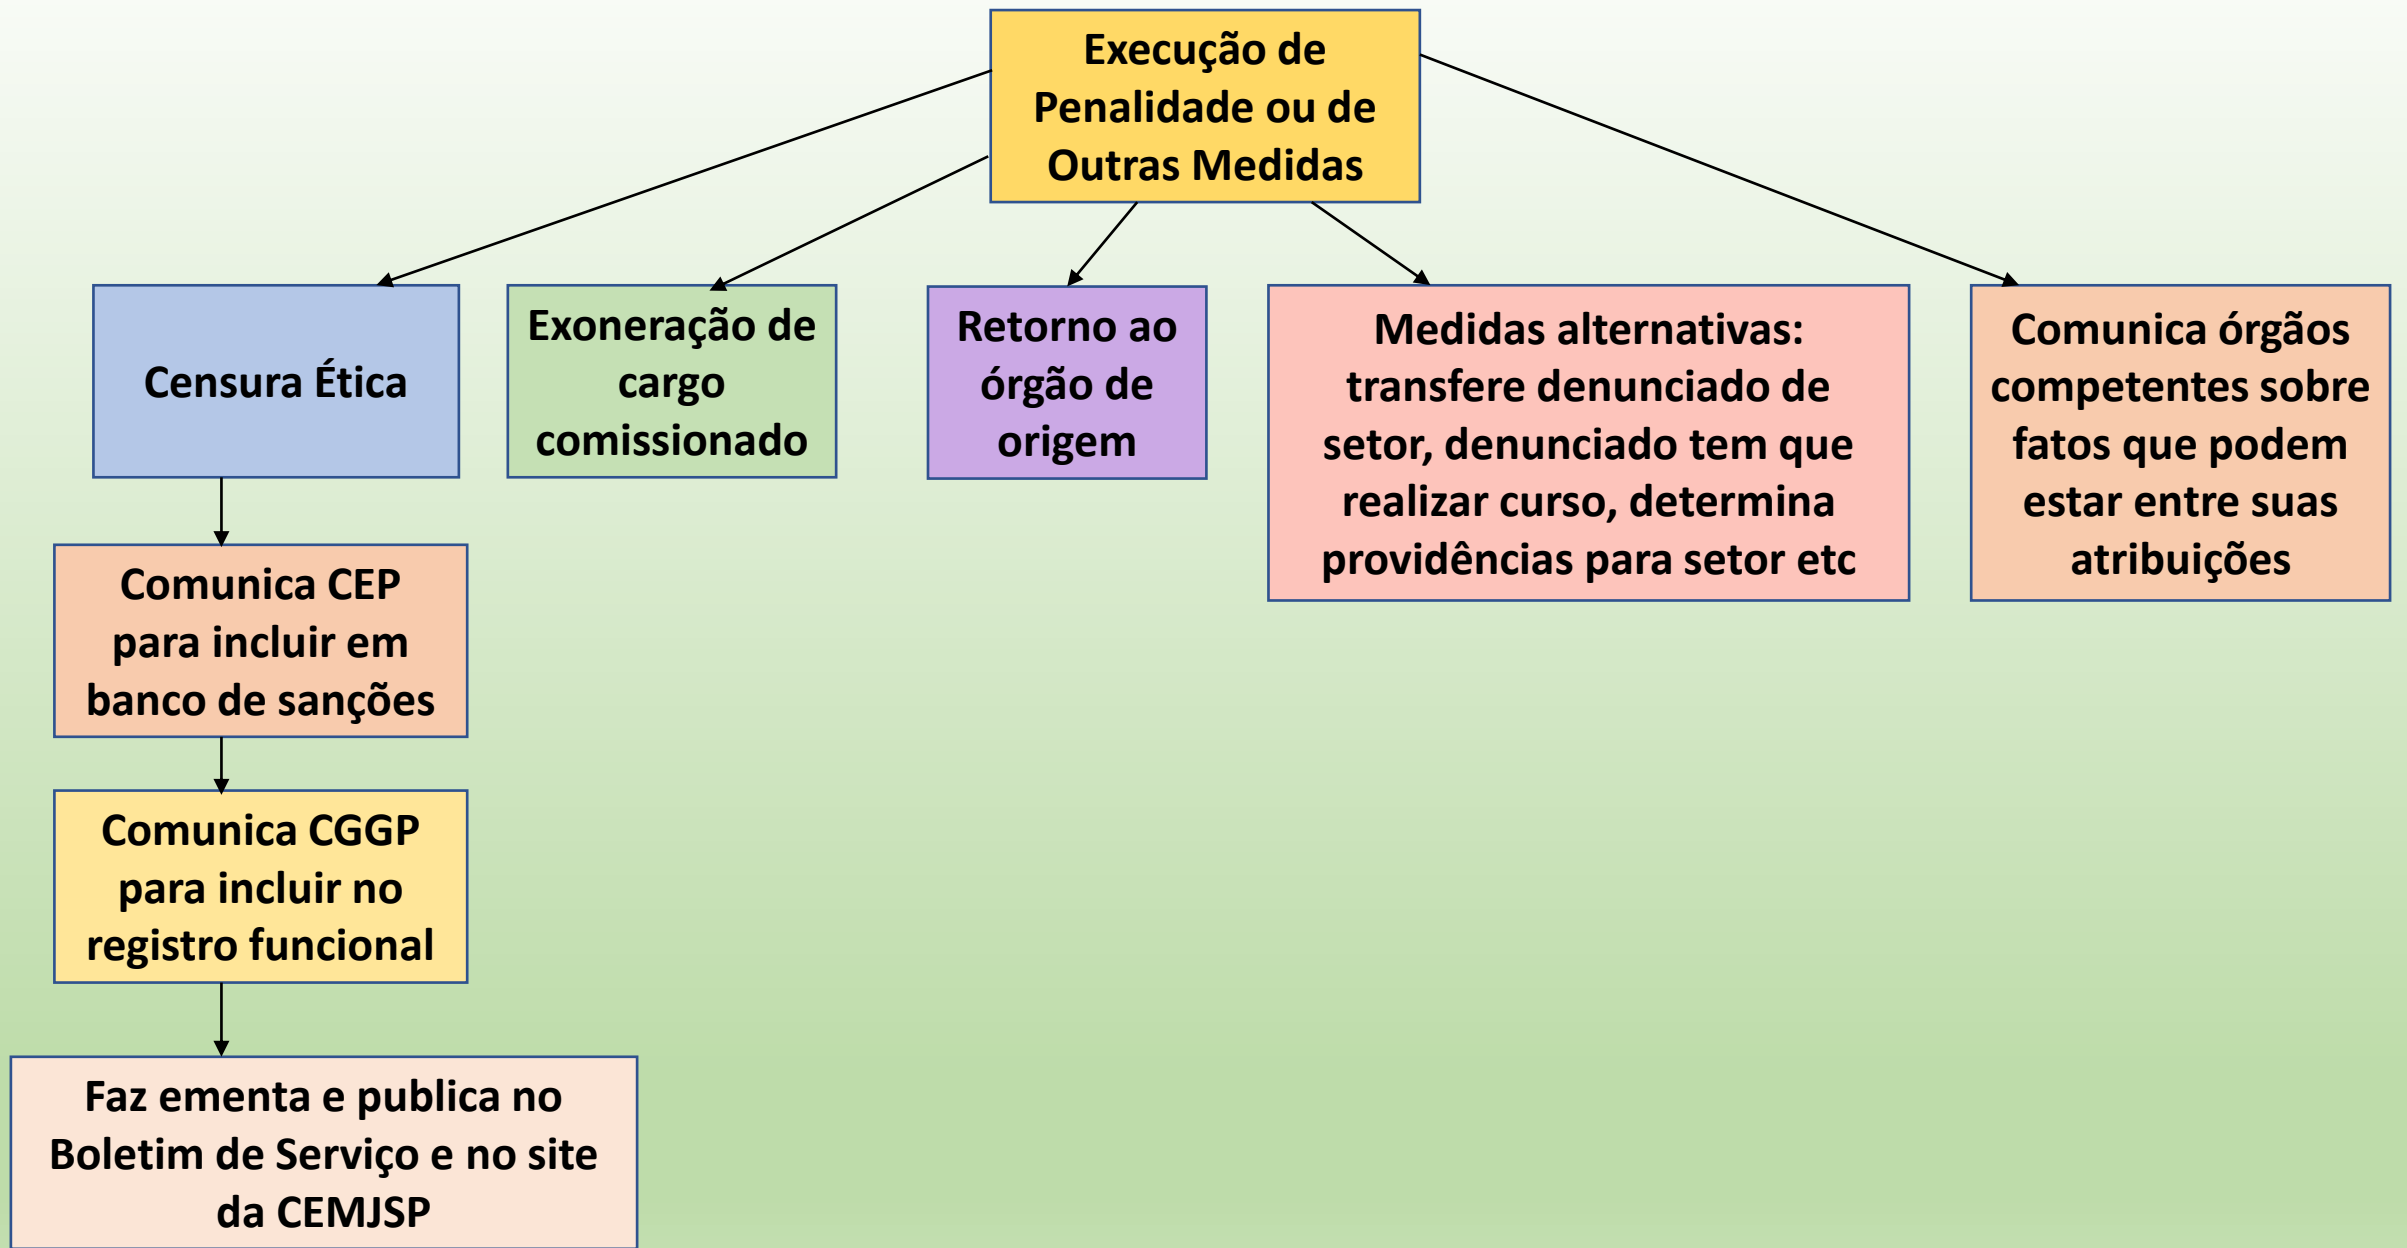 Execução de
Penalidade ou de
Outras Medidas
Censura Ética
Exoneração de
cargo
comissionado
Retorno ao
órgão de
origem
Medidas alternativas:
transfere denunciado de
setor, denunciado tem que
realizar curso, determina
providências para setor etc
Comunica órgãos
competentes sobre
fatos que podem
estar entre suas
atribuições
Comunica CEP
para incluir em
banco de sanções
Comunica CGGP
para incluir no
registro funcional
Faz ementa e publica no
Boletim de Serviço e no site
da CEMJSP